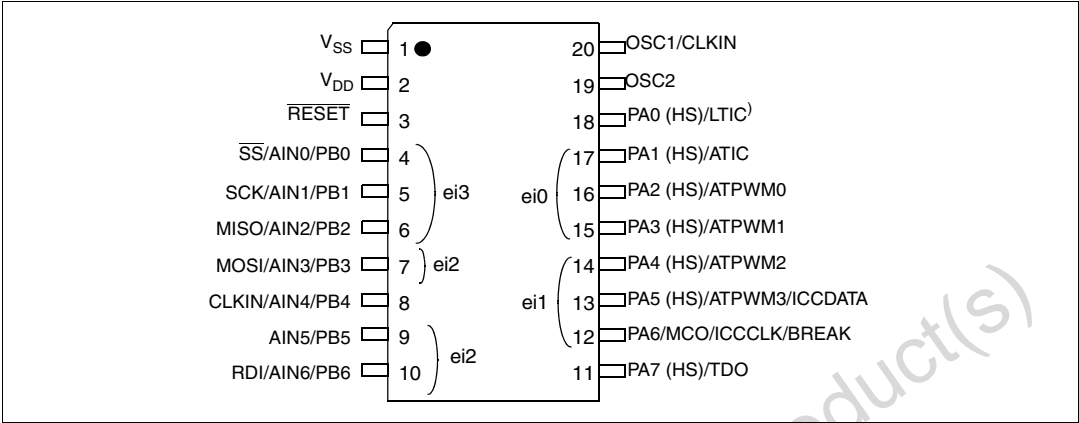 VSS 1 20 OSC1/CLKIN
VDD 2 19 OSC2
RESET 3 18 PA0 (HS)/LTIC)
SS/AIN0/PB0 4 17 PA1 (HS)/ATIC
SCK/AIN1/PB1 5 ei3 ei0 16 PA2 (HS)/ATPWM0
MISO/AIN2/PB2 6 15 PA3 (HS)/ATPWM1
MOSI/AIN3/PB3 7 ei2 14 PA4 (HS)/ATPWM2
CLKIN/AIN4/PB4 8 ei1 13 PA5 (HS)/ATPWM3/ICCDATA
AIN5/PB5 9 12 PA6/MCO/ICCCLK/BREAK
ei2
RDI/AIN6/PB6 10 11 PA7 (HS)/TDO
oduct(s)